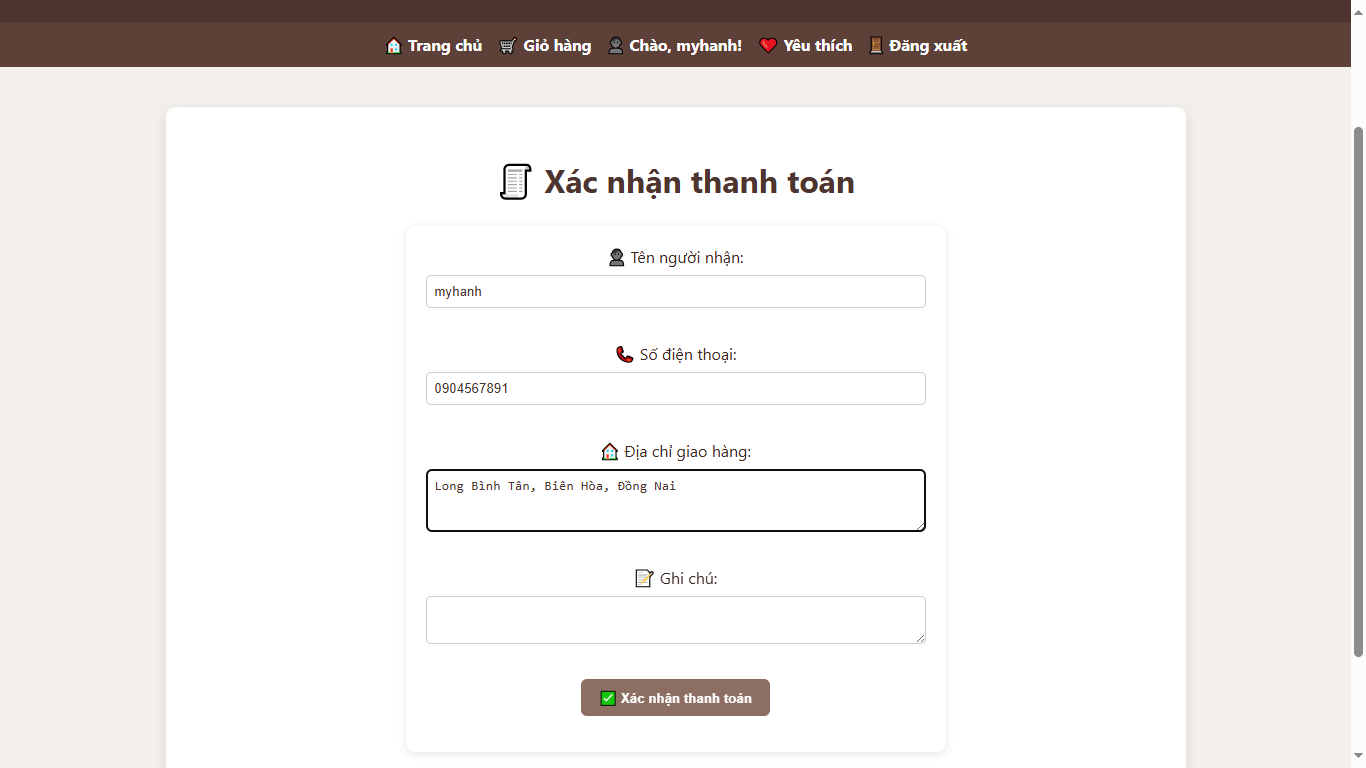 Trang chủ Giỏ hàng Chào, myhanh! Yêu thích Đăng xuất
Xác nhận thanh toán
Tên người nhận:
myhanh
Số điện thoại:
0904567891
Địa chỉ giao hàng:
Long Bình Tân, Biên Hòa, Đồng Nai
Ghi chú:
Xác nhận thanh toán